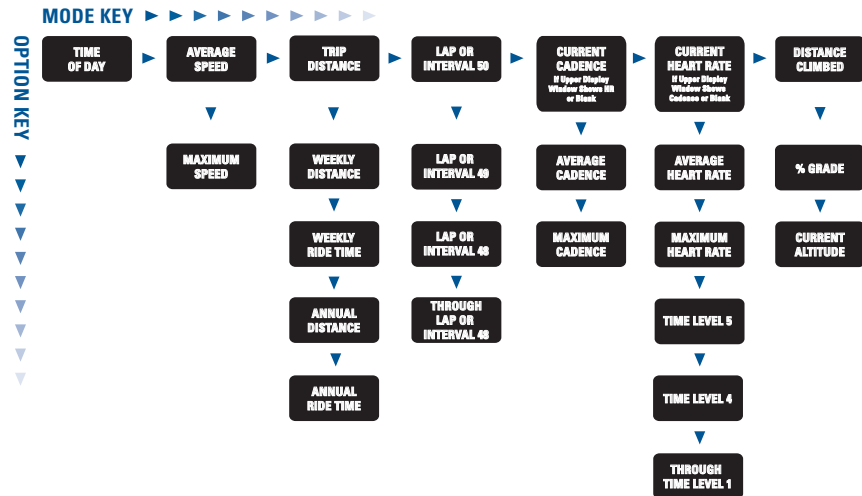 MODE KEY
OPTION KEY
TIME
OF DAY
AVERAGE
SPEED
TRIP
DISTANCE
LAP OR
INTERVAL 50
CURRENT
CADENCE
If Upper Display
Window Shows HR
or Blank
CURRENT
HEART RATE
If Upper Display
Window Shows
Cadence or Blank
DISTANCE
CLIMBED
MAXIMUM
SPEED
WEEKLY
DISTANCE
LAP OR
INTERVAL 49
AVERAGE
CADENCE
AVERAGE
HEART RATE
% GRADE
WEEKLY
RIDE TIME
LAP OR
INTERVAL 48
MAXIMUM
CADENCE
MAXIMUM
HEART RATE
CURRENT
ALTITUDE
ANNUAL
DISTANCE
THROUGH
LAP OR
INTERVAL 48
TIME LEVEL 5
ANNUAL
RIDE TIME
TIME LEVEL 4
THROUGH
TIME LEVEL 1